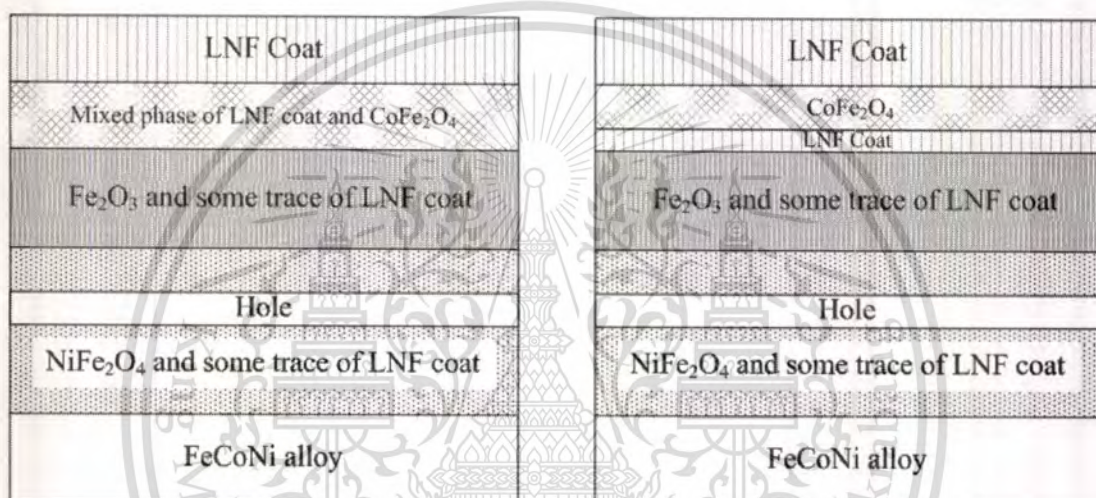 LNF Coat
Mixed phase of LNF coat and CoFe₂O₄
Fe₂O₃ and some trace of LNF coat
Hole
NiFe₂O₄ and some trace of LNF coat
FeCoNi alloy
LNF Coat
CoFe₂O₄
LNF Coat
Fe₂O₃ and some trace of LNF coat
Hole
NiFe₂O₄ and some trace of LNF coat
FeCoNi alloy